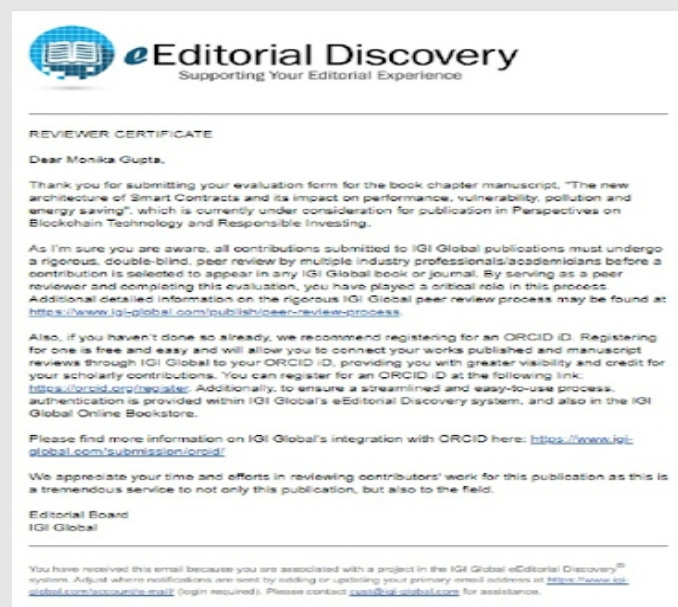 eEditorial Discovery
Supporting Your Editorial Experience
REVIEWER CERTIFICATE
Dear Monika Gupta,
Thank you for submitting your evaluation form for the book chapter manuscript, "The new
architecture of Smart Contracts and its impact on performance, vulnerability, pollution and
energy saving", which is currently under consideration for publication in Perspectives on
Blockchain Technology and Responsible Investing.
As I'm sure you are aware, all contributions submitted to IGI Global publications must undergo
a rigorous, double-blind, peer review by multiple industry professionals/academicians before a
contribution is selected to appear in any IGI Global book or journal. By serving as a peer
reviewer and completing this evaluation, you have played a critical role in this process.
Additional detailed information on the rigorous IGI Global peer review process may be found at
https://www.igi-global.com/publish/peer-review-process.
Also, if you haven't done so already, we recommend registering for an ORCID iD. Registering
for one is free and easy and will allow you to connect your works published and manuscript
reviews through IGI Global to your ORCID iD, providing you with greater visibility and credit for
your scholarly contributions. You can register for an ORCID iD at the following link:
https://orcid.org/register. Additionally, to ensure a streamlined and easy-to-use process,
authentication is provided within IGI Global's eEditorial Discovery system, and also in the IGI
Global Online Bookstore.
Please find more information on IGI Global's integration with ORCID here: https://www.igi-
global.com/submission/orcid/
We appreciate your time and efforts in reviewing contributors' work for this publication as this is
a tremendous service to not only this publication, but also to the field.
Editorial Board
IGI Global
You have received this email because you are associated with a project in the IGI Global eEditorial Discovery®
system. Adjust where notifications are sent by adding or updating your primary email address at https://www.igi-
global.com/account/e-mail/ (login required). Please contact cust@igi-global.com for assistance.